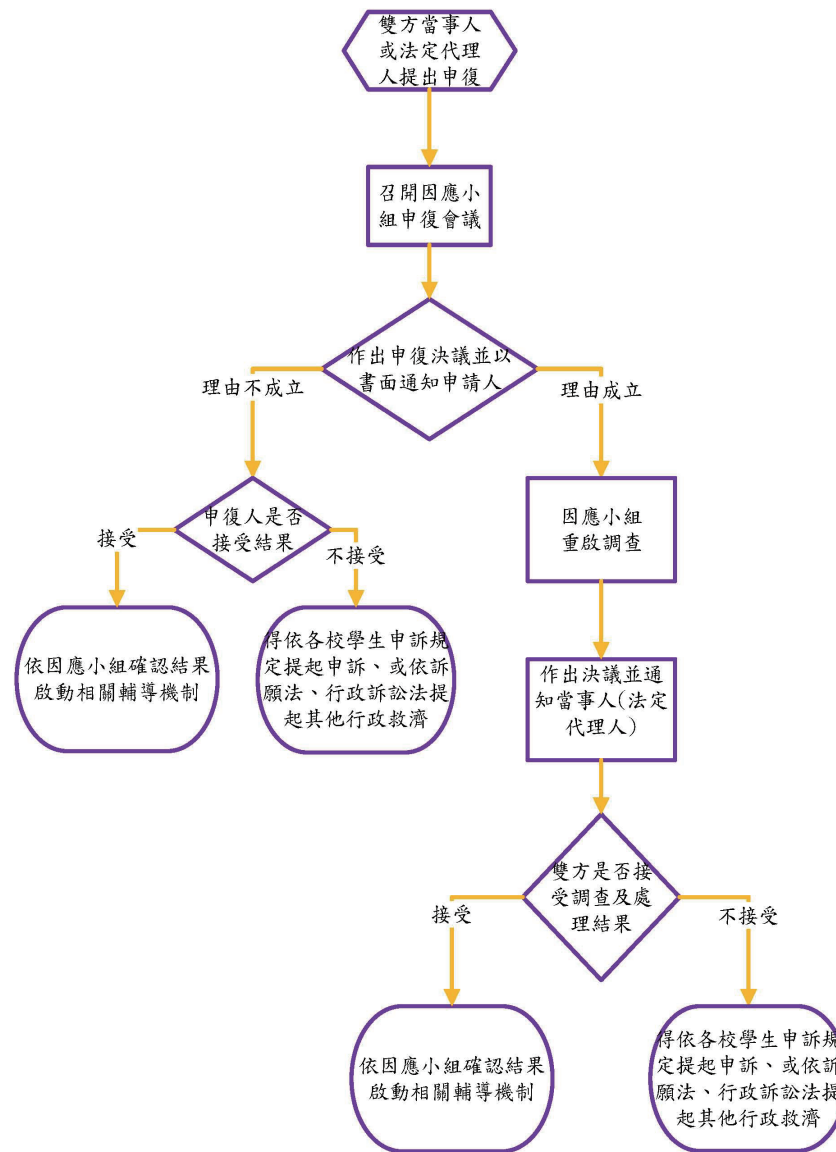 雙方當事人
或法定代理
人提出申復
召開因應小
組申復會議
作出申復決議並以
書面通知申請人
理由不成立
理由成立
申復人是否
接受結果
接受
不接受
因應小組
重啟調查
依因應小組確認結果
啟動相關輔導機制
得依各校學生申訴規
定提起申訴、或依訴
願法、行政訴訟法提
起其他行政救濟
作出決議並通
知當事人(法定
代理人)
雙方是否接
受調查及處
理結果
接受
不接受
依因應小組確認結果
啟動相關輔導機制
得依各校學生申訴規
定提起申訴、或依訴
願法、行政訴訟法提
起其他行政救濟